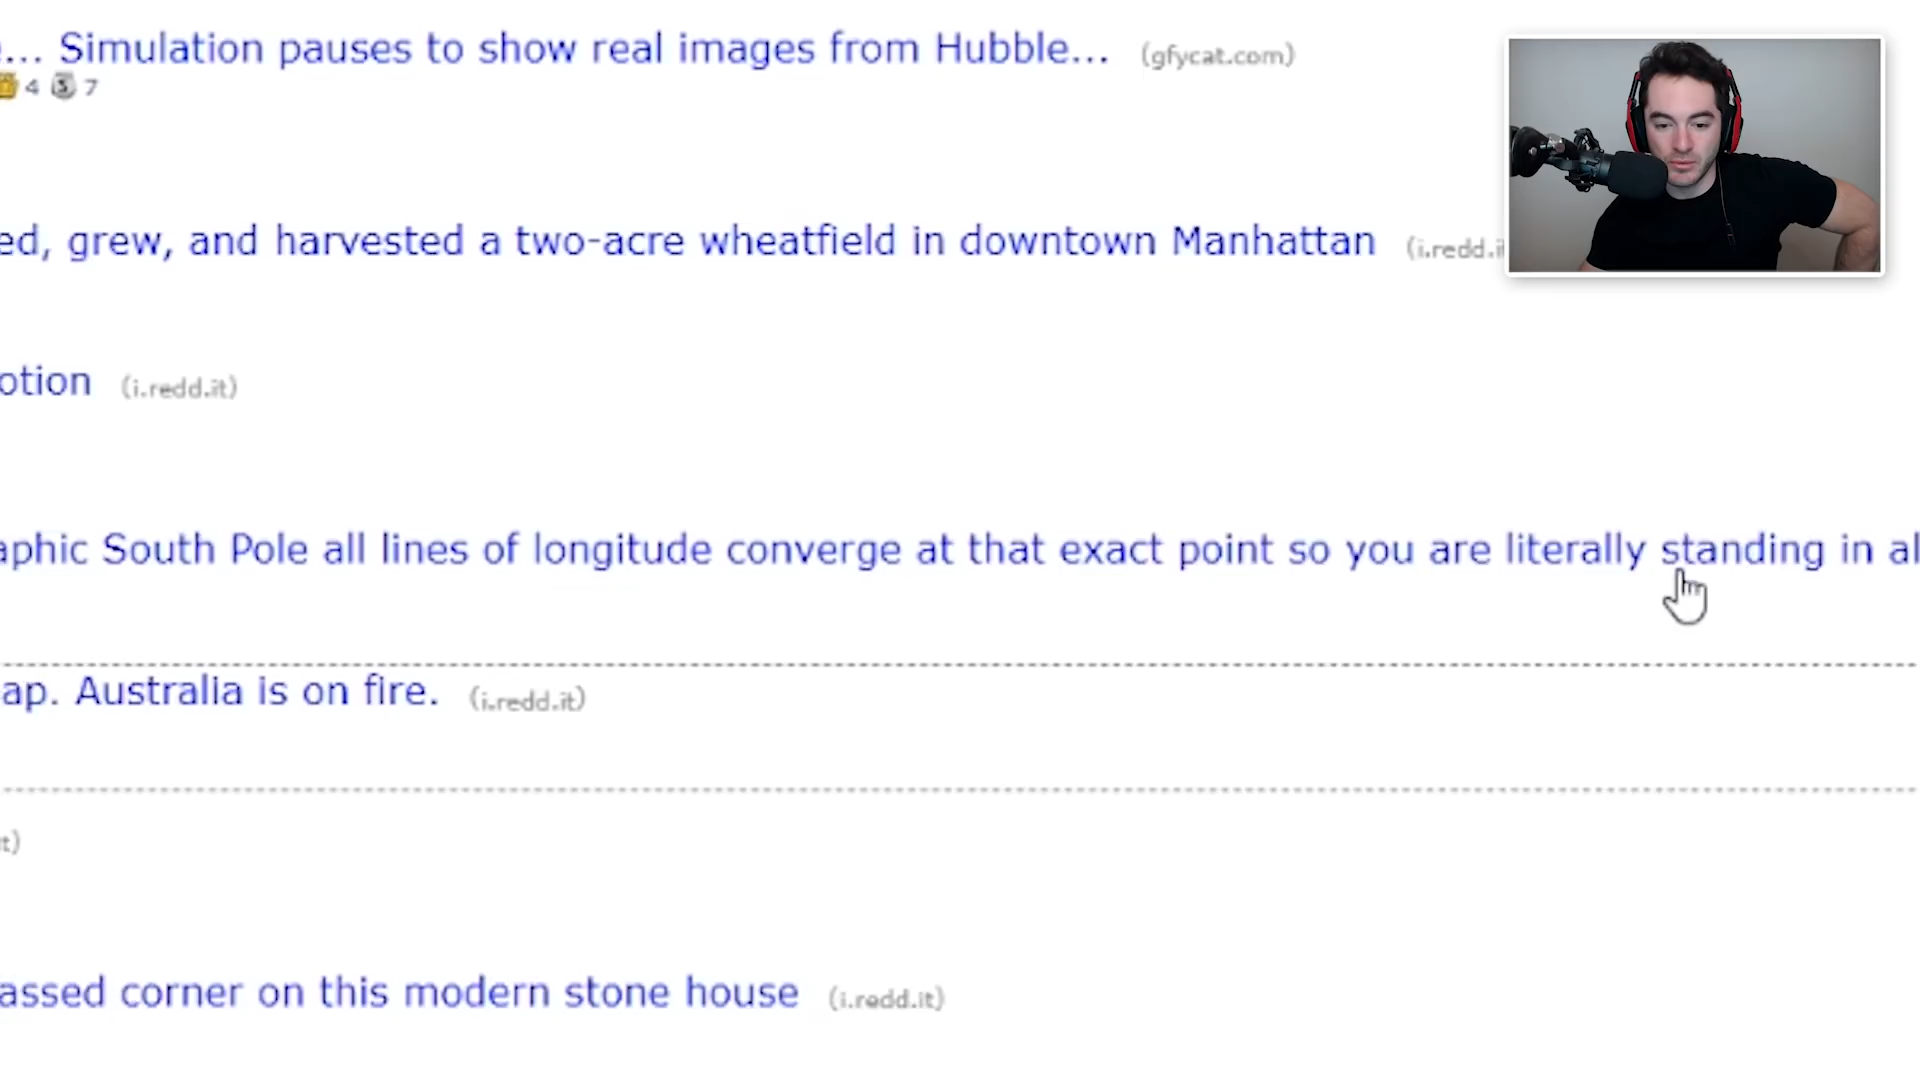 ... Simulation pauses to show real images from Hubble... (gfycat.com)
4 7
ed, grew, and harvested a two-acre wheatfield in downtown Manhattan (i.redd.i
otion (i.redd.it)
aphic South Pole all lines of longitude converge at that exact point so you are literally standing in al
ap. Australia is on fire. (i.redd.it)
t)
assed corner on this modern stone house (i.redd.it)